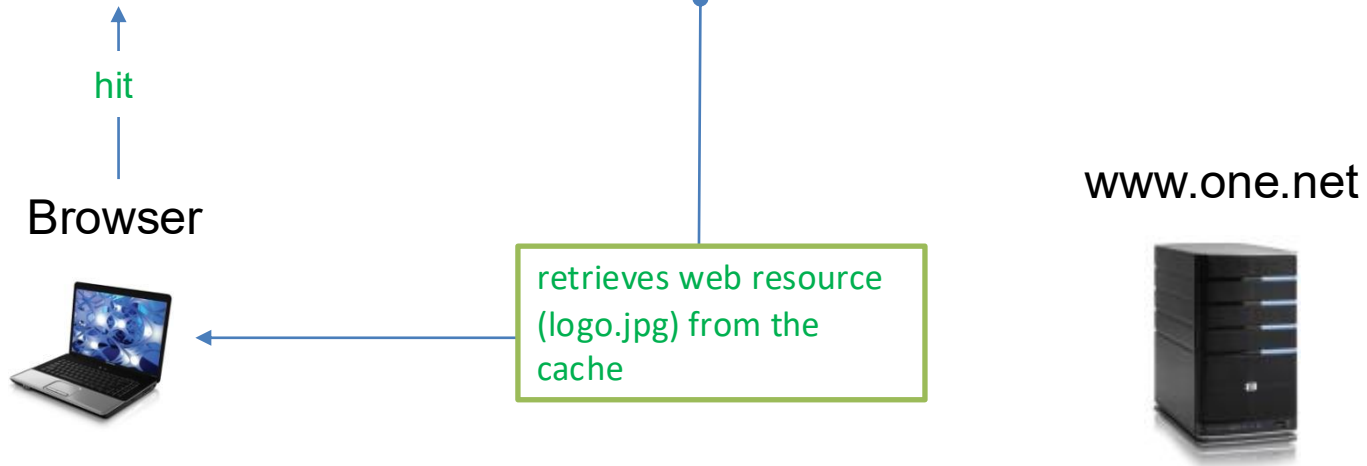 hit
Browser
www.one.net
retrieves web resource
(logo.jpg) from the
cache